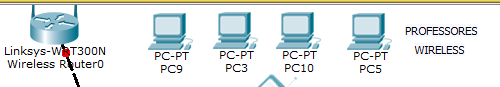 Linksys-WRT300N
Wireless Router0
PC-PT
PC9
PC-PT
PC3
PC-PT
PC10
PC-PT
PC5
PROFESSORES
WIRELESS